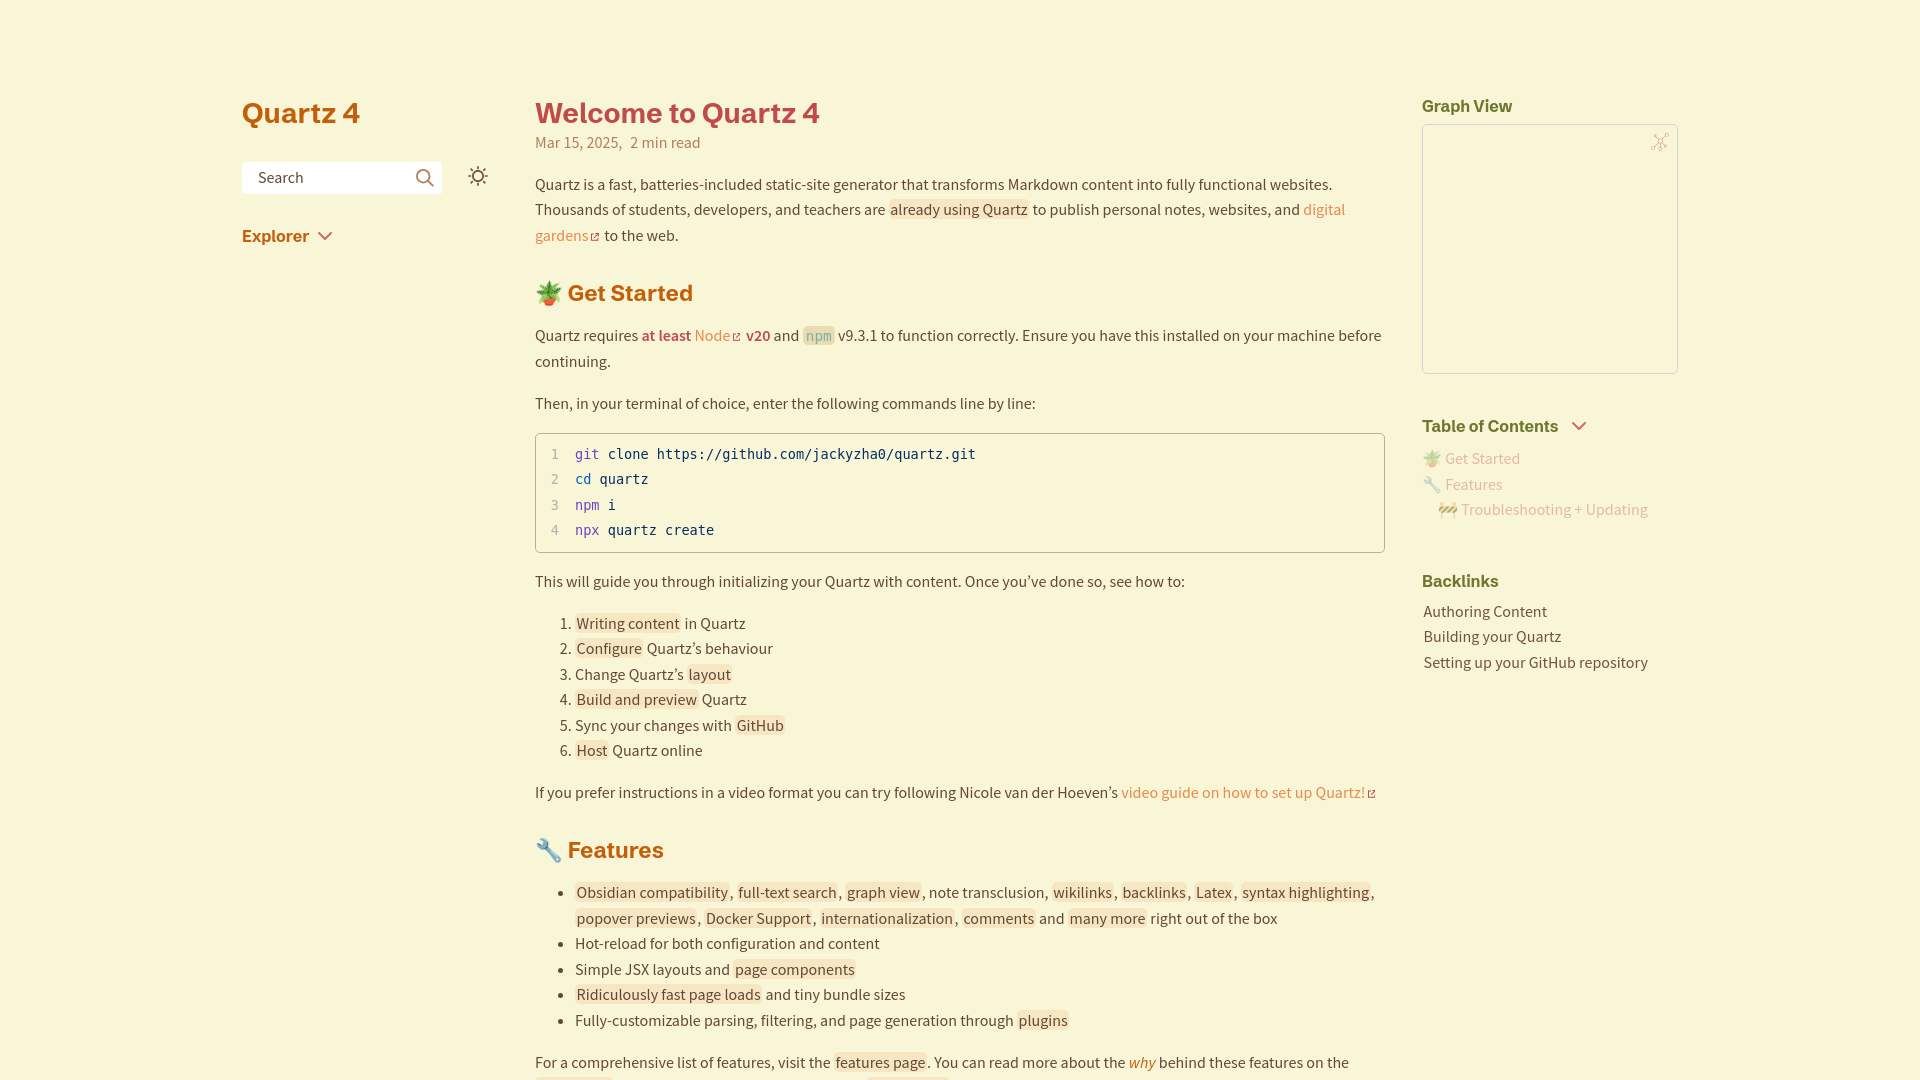 Quartz 4
Search
Explorer
Welcome to Quartz 4
Mar 15, 2025, 2 min read
Quartz is a fast, batteries-included static-site generator that transforms Markdown content into fully functional websites.
Thousands of students, developers, and teachers are already using Quartz to publish personal notes, websites, and digital
gardens to the web.
🪴 Get Started
Quartz requires at least Node v20 and npm v9.3.1 to function correctly. Ensure you have this installed on your machine before
continuing.
Then, in your terminal of choice, enter the following commands line by line:
1 git clone https://github.com/jackyzha0/quartz.git
2 cd quartz
3 npm i
4 npx quartz create
This will guide you through initializing your Quartz with content. Once you’ve done so, see how to:
1. Writing content in Quartz
2. Configure Quartz’s behaviour
3. Change Quartz’s layout
4. Build and preview Quartz
5. Sync your changes with GitHub
6. Host Quartz online
If you prefer instructions in a video format you can try following Nicole van der Hoeven’s video guide on how to set up Quartz!
🔧 Features
• Obsidian compatibility, full-text search, graph view, note transclusion, wikilinks, backlinks, Latex, syntax highlighting,
popover previews, Docker Support, internationalization, comments and many more right out of the box
• Hot-reload for both configuration and content
• Simple JSX layouts and page components
• Ridiculously fast page loads and tiny bundle sizes
• Fully-customizable parsing, filtering, and page generation through plugins
For a comprehensive list of features, visit the features page. You can read more about the why behind these features on the
Graph View
Table of Contents
🪴 Get Started
🔧 Features
🚧 Troubleshooting + Updating
Backlinks
Authoring Content
Building your Quartz
Setting up your GitHub repository